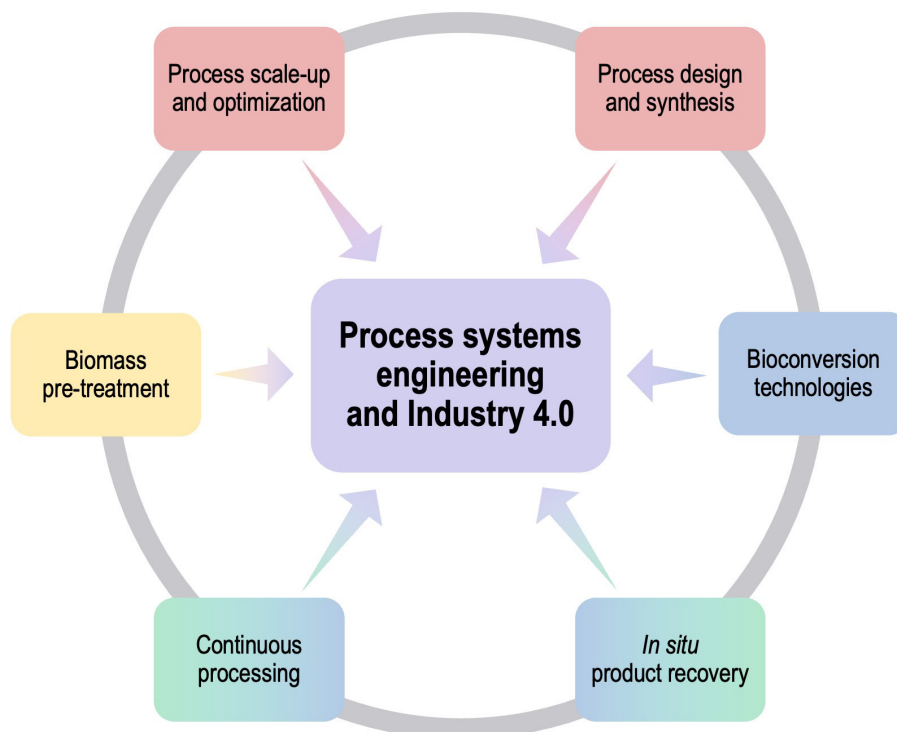 Process scale-up
and optimization
Process design
and synthesis
Biomass
pre-treatment
Process systems
engineering
and Industry 4.0
Bioconversion
technologies
Continuous
processing
In situ
product recovery